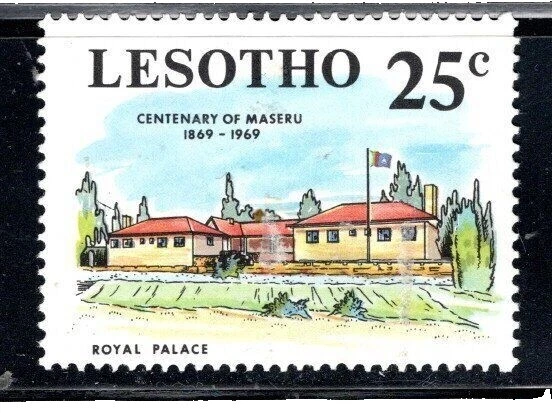 LESOTHO 25c
CENTENARY OF MASERU
1869 - 1969
ROYAL PALACE